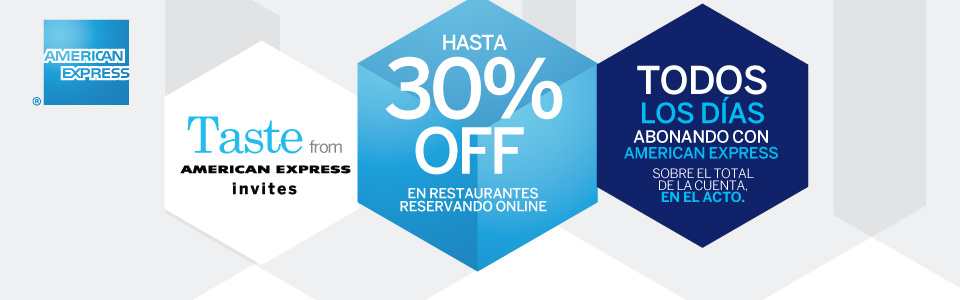 AMERICAN
EXPRESS
®
Taste from
AMERICAN EXPRESS
invites
HASTA
30%
OFF
EN RESTAURANTES
RESERVANDO ONLINE
TODOS
LOS DÍAS
ABONANDO CON
AMERICAN EXPRESS
SOBRE EL TOTAL
DE LA CUENTA,
EN EL ACTO.